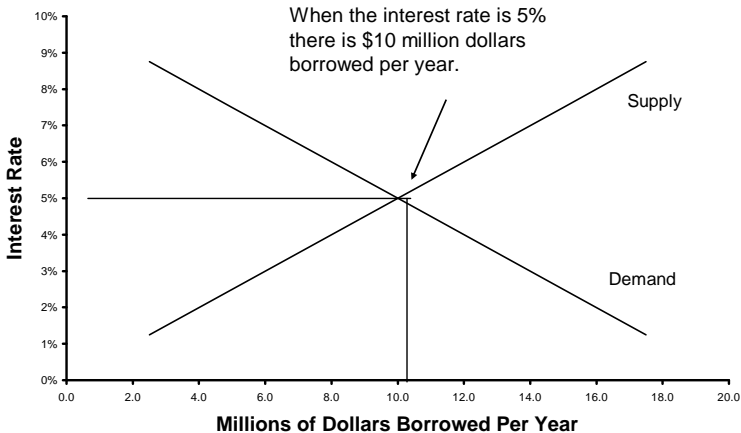 When the interest rate is 5%
there is $10 million dollars
borrowed per year.
10%
9%
8%
7%
6%
5%
4%
3%
2%
1%
0%
Interest Rate
Supply
Demand
0.0 2.0 4.0 6.0 8.0 10.0 12.0 14.0 16.0 18.0 20.0
Millions of Dollars Borrowed Per Year